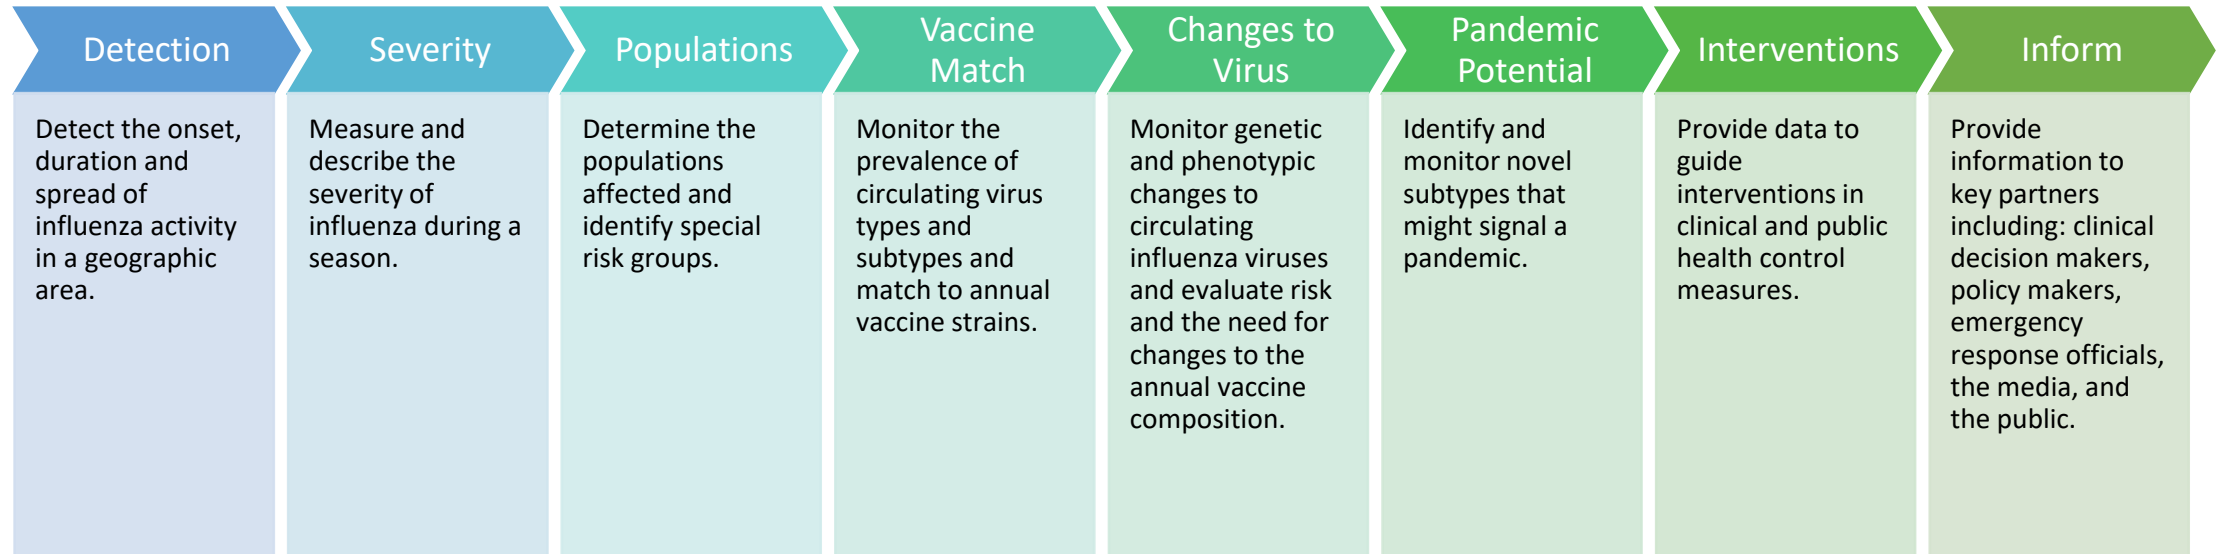 Detection
Detect the onset,
duration and
spread of
influenza activity
in a geographic
area.
Severity
Measure and
describe the
severity of
influenza during a
season.
Populations
Determine the
populations
affected and
identify special
risk groups.
Vaccine
Match
Monitor the
prevalence of
circulating virus
types and
subtypes and
match to annual
vaccine strains.
Changes to
Virus
Monitor genetic
and phenotypic
changes to
circulating
influenza viruses
and evaluate risk
and the need for
changes to the
annual vaccine
composition.
Pandemic
Potential
Identify and
monitor novel
subtypes that
might signal a
pandemic.
Interventions
Provide data to
guide
interventions in
clinical and public
health control
measures.
Inform
Provide
information to
key partners
including: clinical
decision makers,
policy makers,
emergency
response officials,
the media, and
the public.